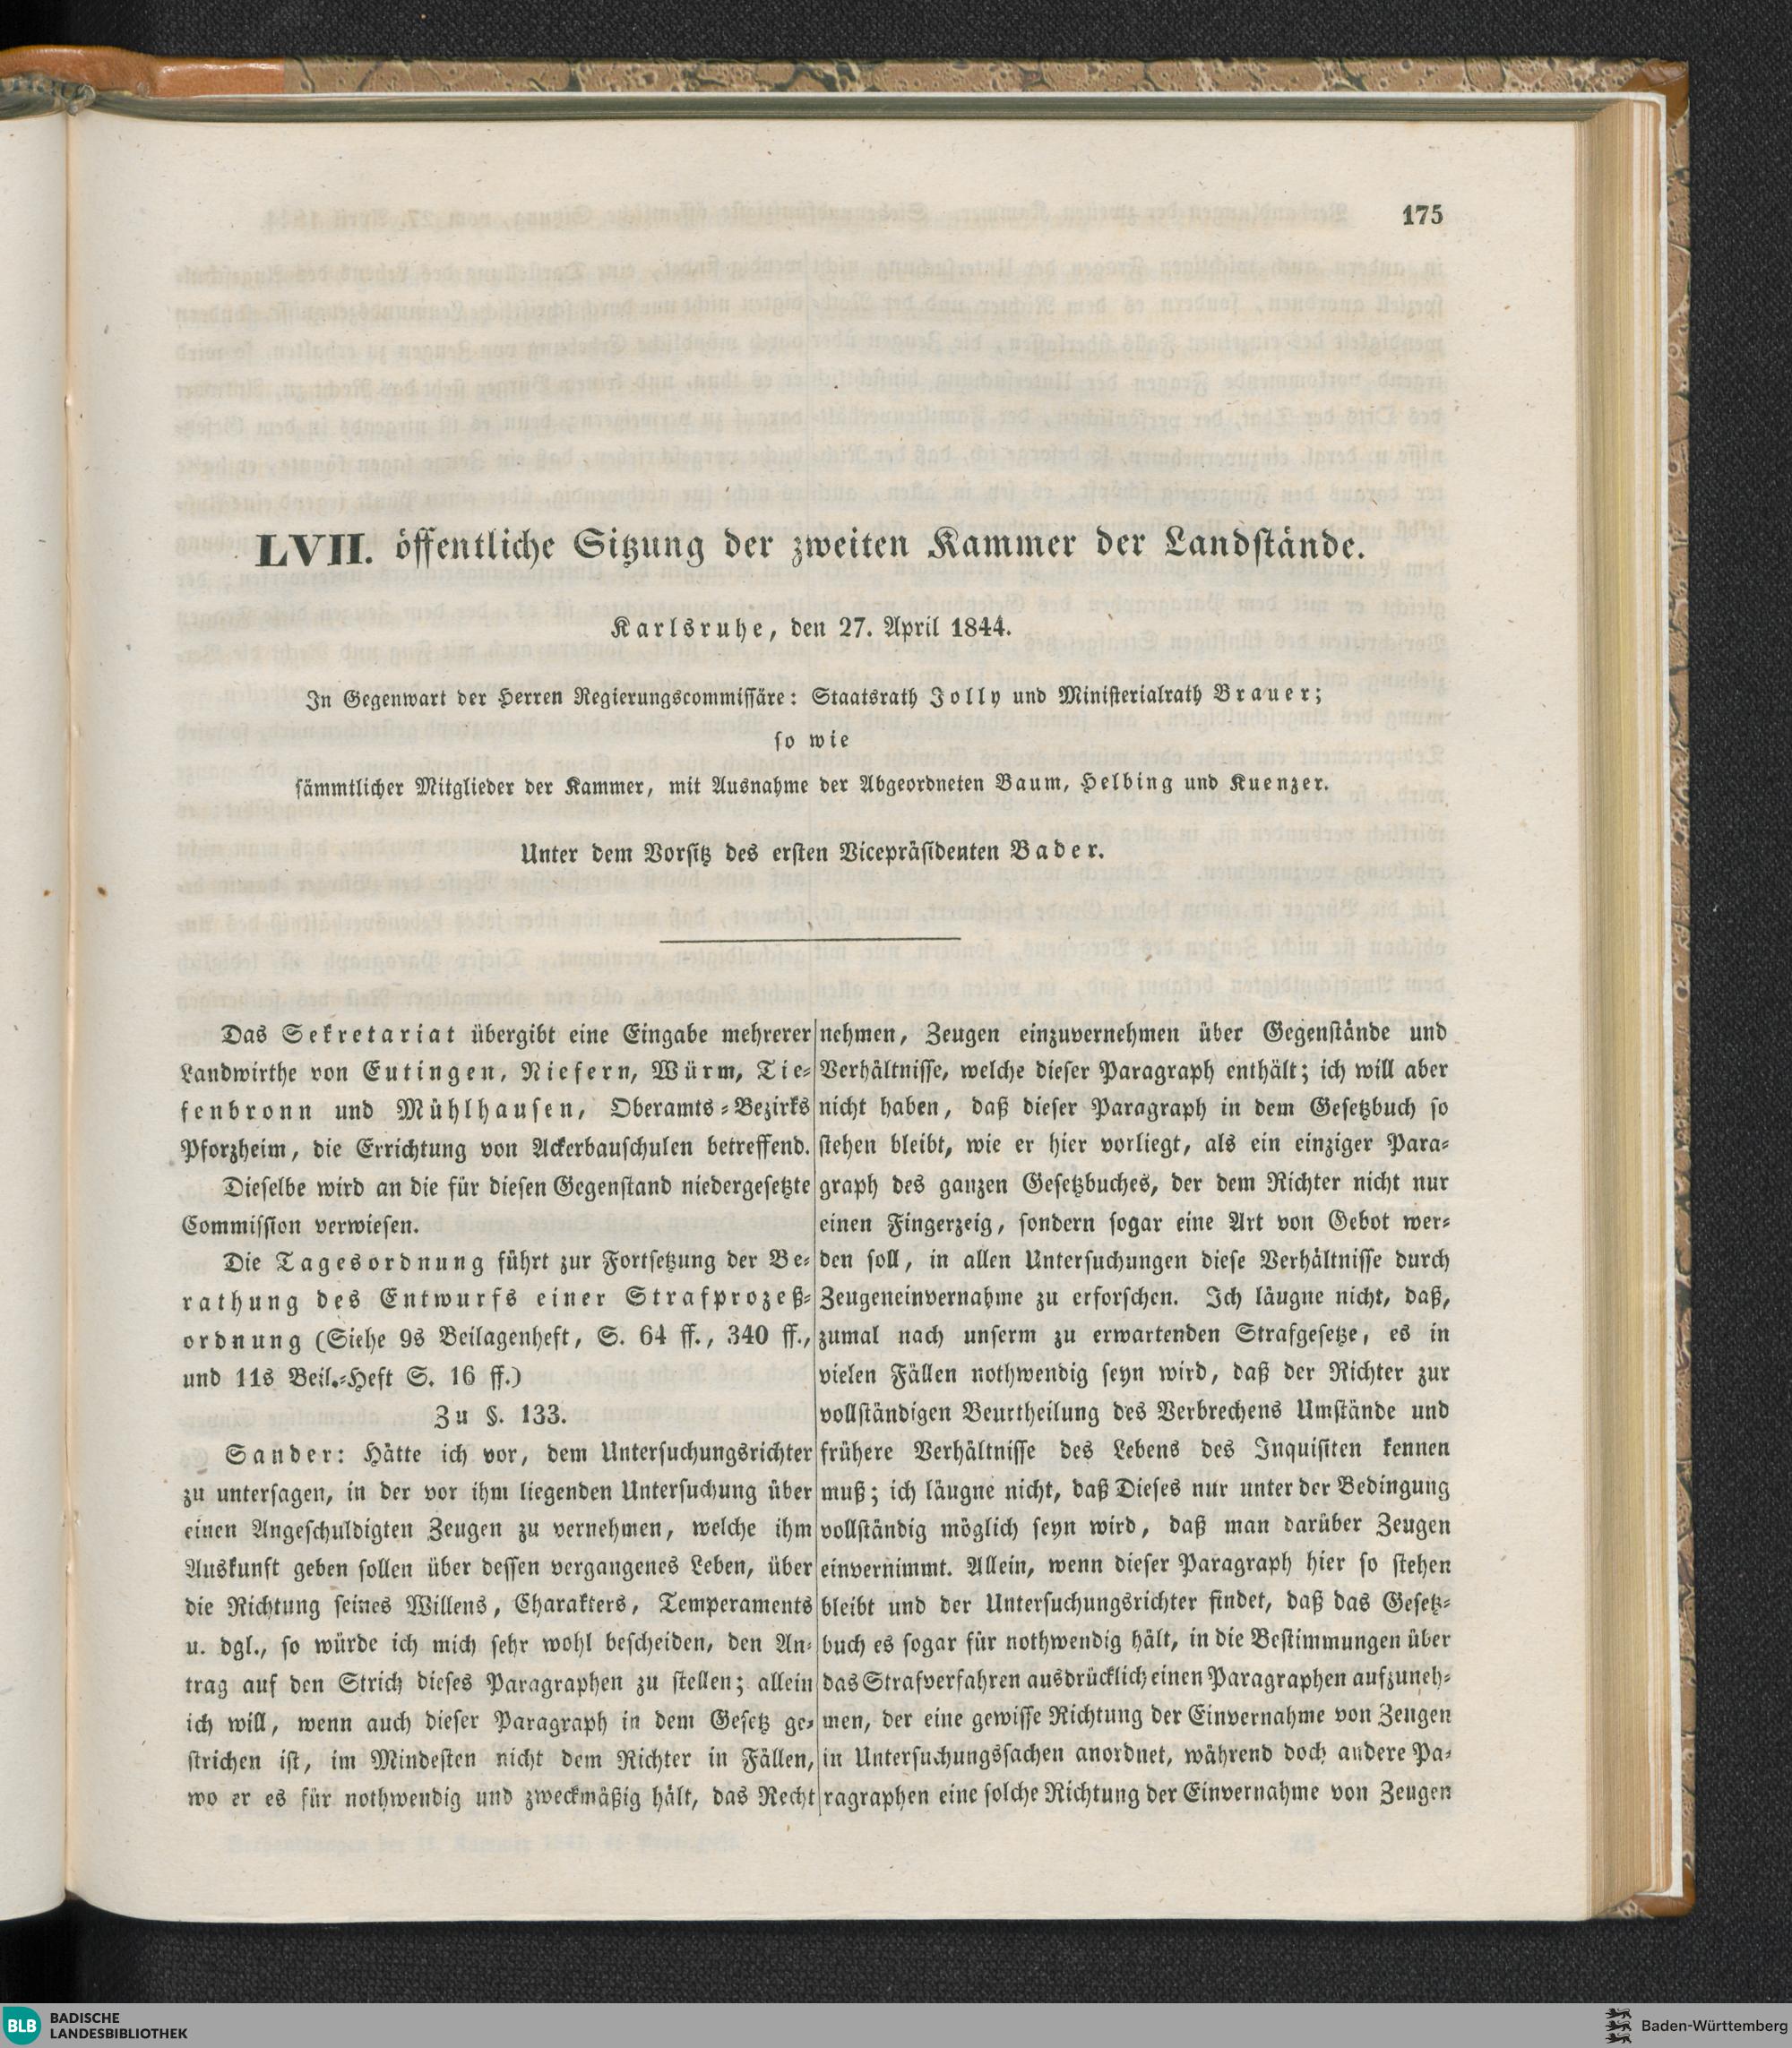 175
LVII. öffentliche Sitzung der zweiten Kammer der Landstände.
Karlsruhe, den 27. April 1844.
In Gegenwart der Herren Regierungscommissäre: Staatsrath Jolly und Ministerialrath Brauer;
so wie
sämmtlicher Mitglieder der Kammer, mit Ausnahme der Abgeordneten Baum, Helbing und Kuenzer.
Unter dem Vorsitz des ersten Vicepräsidenten Bader.
Das Sekretariat übergibt eine Eingabe mehrerer
Landwirthe von Eutingen, Niefern, Würm, Tie-
fenbronn und Mühlhausen, Oberamts-Bezirks
Pforzheim, die Errichtung von Ackerbauschulen betreffend.
Dieselbe wird an die für diesen Gegenstand niedergesetzte
Commission verwiesen.
Die Tagesordnung führt zur Fortsetzung der Be-
rathung des Entwurfs einer Strafprozeß-
ordnung (Siehe 9s Beilagenheft, S. 64 ff., 340 ff.,
und 11s Beil.-Heft S. 16 ff.)
Zu §. 133.
Sander: Hätte ich vor, dem Untersuchungsrichter
zu untersagen, in der vor ihm liegenden Untersuchung über
einen Angeschuldigten Zeugen zu vernehmen, welche ihm
Auskunft geben sollen über dessen vergangenes Leben, über
die Richtung seines Willens, Charakters, Temperaments
u. dgl., so würde ich mich sehr wohl bescheiden, den An-
trag auf den Strich dieses Paragraphen zu stellen; allein
ich will, wenn auch dieser Paragraph in dem Gesetz ge-
strichen ist, im Mindesten nicht dem Richter in Fällen,
wo er es für nothwendig und zweckmäßig hält, das Recht
nehmen, Zeugen einzuvernehmen über Gegenstände und
Verhältnisse, welche dieser Paragraph enthält; ich will aber
nicht haben, daß dieser Paragraph in dem Gesetzbuch so
stehen bleibt, wie er hier vorliegt, als ein einziger Para-
graph des ganzen Gesetzbuches, der dem Richter nicht nur
einen Fingerzeig, sondern sogar eine Art von Gebot wer-
den soll, in allen Untersuchungen diese Verhältnisse durch
Zeugeneinvernahme zu erforschen. Ich läugne nicht, daß,
zumal nach unserm zu erwartenden Strafgesetze, es in
vielen Fällen nothwendig seyn wird, daß der Richter zur
vollständigen Beurtheilung des Verbrechens Umstände und
frühere Verhältnisse des Lebens des Inquisiten kennen
muß; ich läugne nicht, daß Dieses nur unter der Bedingung
vollständig möglich seyn wird, daß man darüber Zeugen
einvernimmt. Allein, wenn dieser Paragraph hier so stehen
bleibt und der Untersuchungsrichter findet, daß das Gesetz-
buch es sogar für nothwendig hält, in die Bestimmungen über
das Strafverfahren ausdrücklich einen Paragraphen aufzuneh-
men, der eine gewisse Richtung der Einvernahme von Zeugen
in Untersuchungssachen anordnet, während doch andere Pa-
ragraphen eine solche Richtung der Einvernahme von Zeugen
BLB BADISCHE
LANDESBIBLIOTHEK
Baden-Württemberg